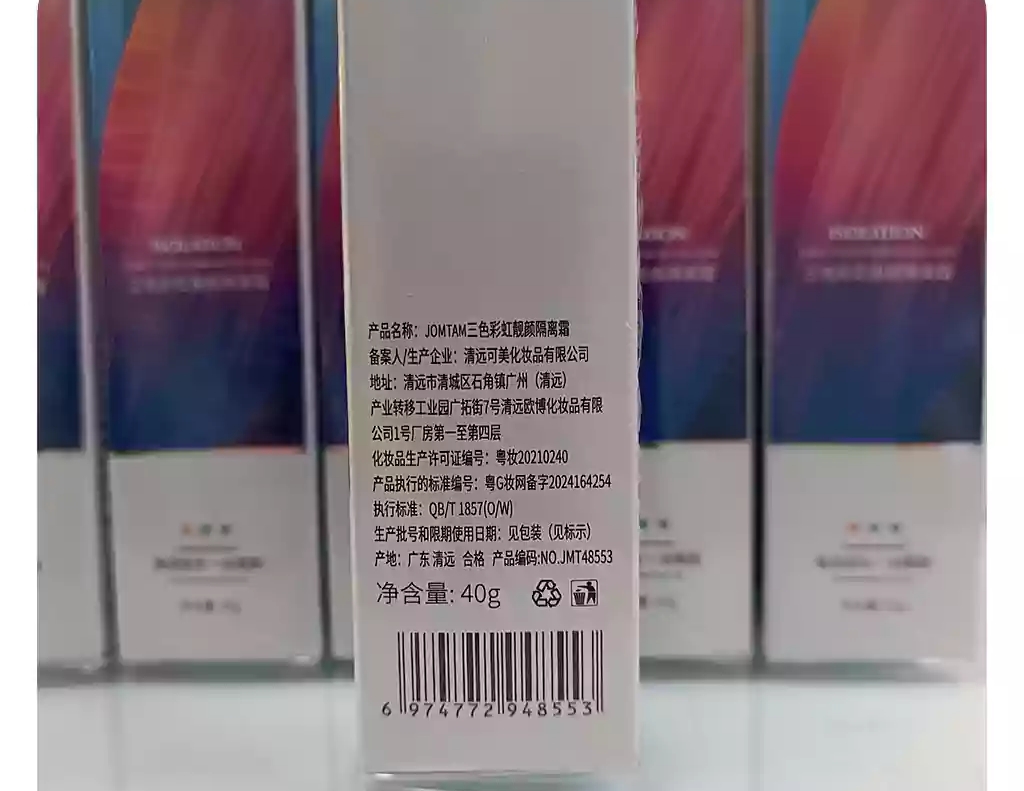 产品名称：JOMTAM三色彩虹靓颜隔离霜
备案人/生产企业：清远可美化妆品有限公司
地址：清远市清城区石角镇广州（清远）
产业转移工业园广拓街7号清远欧博化妆品有限
公司1号厂房第一至第四层
化妆品生产许可证编号：粤妆20210240
产品执行的标准编号：粤G妆网备字2024164254
执行标准：QB/T 1857(O/W)
生产批号和限期使用日期：见包装（见标示）
产地：广东 清远 合格 产品编码:NO.JMT48553
净含量: 40g
6 974772 948553
ISOLATION
ISOLATION